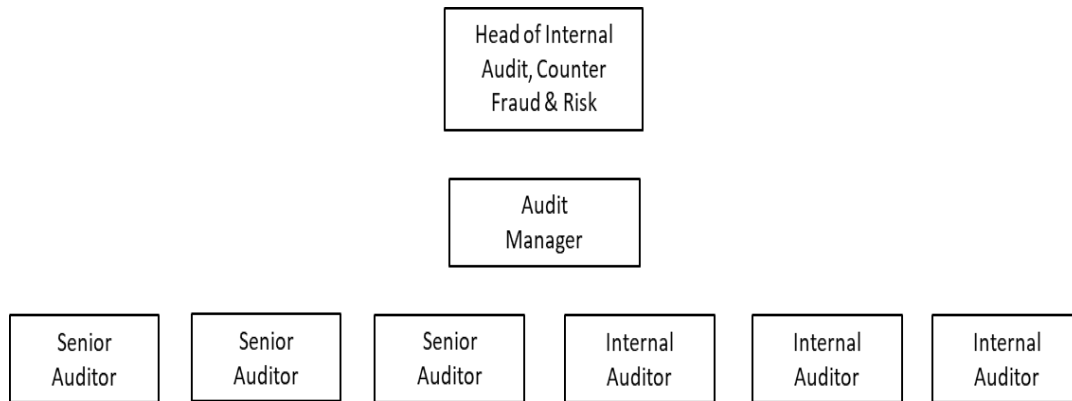 Head of Internal
Audit, Counter
Fraud & Risk
Audit
Manager
Senior
Auditor
Senior
Auditor
Senior
Auditor
Internal
Auditor
Internal
Auditor
Internal
Auditor